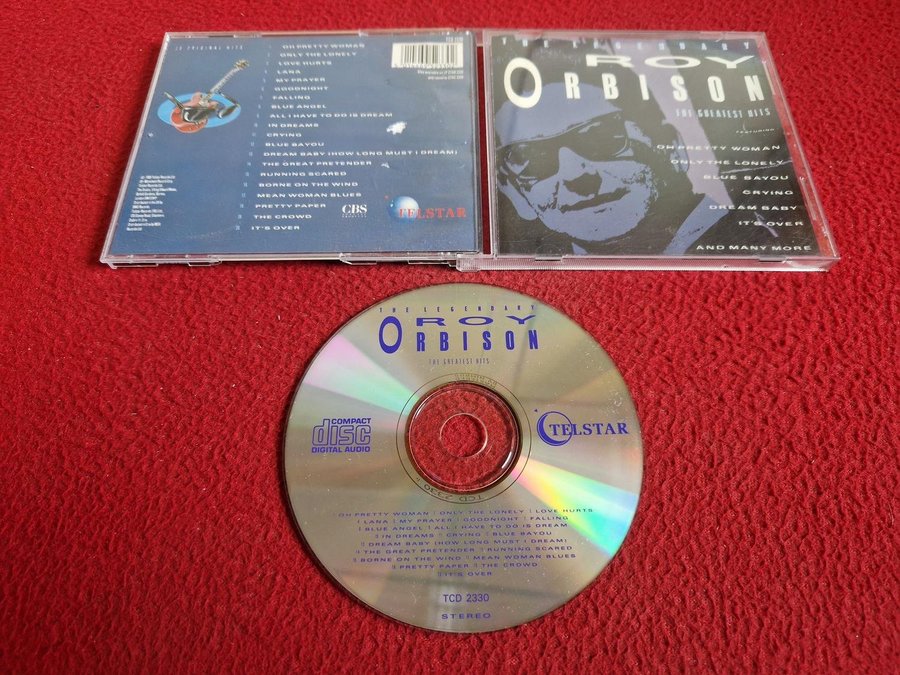 20 ORIGINAL HITS
OH PRETTY WOMAN
ONLY THE LONELY
LOVE HURTS
LANA
MY PRAYER
GOODNIGHT
FALLING
BLUE ANGEL
ALL I HAVE TO DO IS DREAM
IN DREAMS
CRYING
BLUE BAYOU
DREAM BABY (HOW LONG MUST I DREAM)
THE GREAT PRETENDER
RUNNING SCARED
BORNE ON THE WIND
MEAN WOMAN BLUES
PRETTY PAPER
THE CROWD
IT'S OVER
TCD 2330
CBS
TELSTAR
THE LEGENDARY
ROY
ORBISON
THE GREATEST HITS
FEATURING
OH PRETTY WOMAN
ONLY THE LONELY
BLUE BAYOU
CRYING
DREAM BABY
IT'S OVER
AND MANY MORE
THE LEGENDARY
ROY
ORBISON
THE GREATEST HITS
COMPACT
disc
DIGITAL AUDIO
TELSTAR
TCD 2330
OH PRETTY WOMAN ONLY THE LONELY LOVE HURTS
LANA MY PRAYER GOODNIGHT FALLING
BLUE ANGEL ALL I HAVE TO DO IS DREAM
IN DREAMS CRYING BLUE BAYOU
DREAM BABY (HOW LONG MUST I DREAM)
THE GREAT PRETENDER RUNNING SCARED
BORNE ON THE WIND MEAN WOMAN BLUES
PRETTY PAPER THE CROWD
IT'S OVER
TCD 2330
STEREO